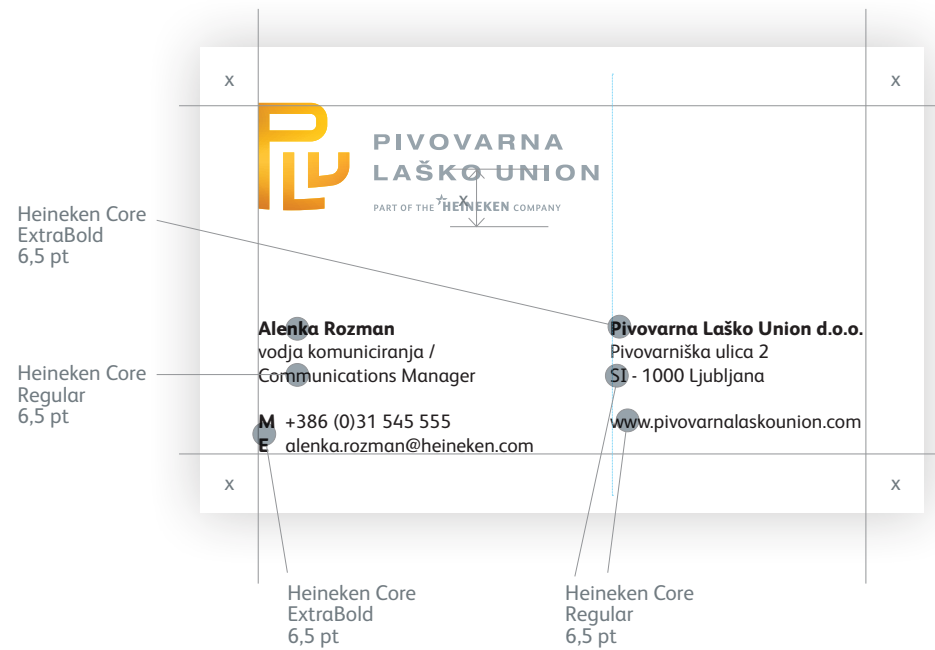 x
x
PLU
PIVOVARNA
LAŠKO UNION
x
PART OF THE HEINEKEN COMPANY
Heineken Core
ExtraBold
6,5 pt
Alenka Rozman
vodja komuniciranja /
Communications Manager
Pivovarna Laško Union d.o.o.
Pivovarniška ulica 2
SI - 1000 Ljubljana
Heineken Core
Regular
6,5 pt
M +386 (0)31 545 555
E alenka.rozman@heineken.com
www.pivovarnalaskounion.com
x
x
Heineken Core
ExtraBold
6,5 pt
Heineken Core
Regular
6,5 pt